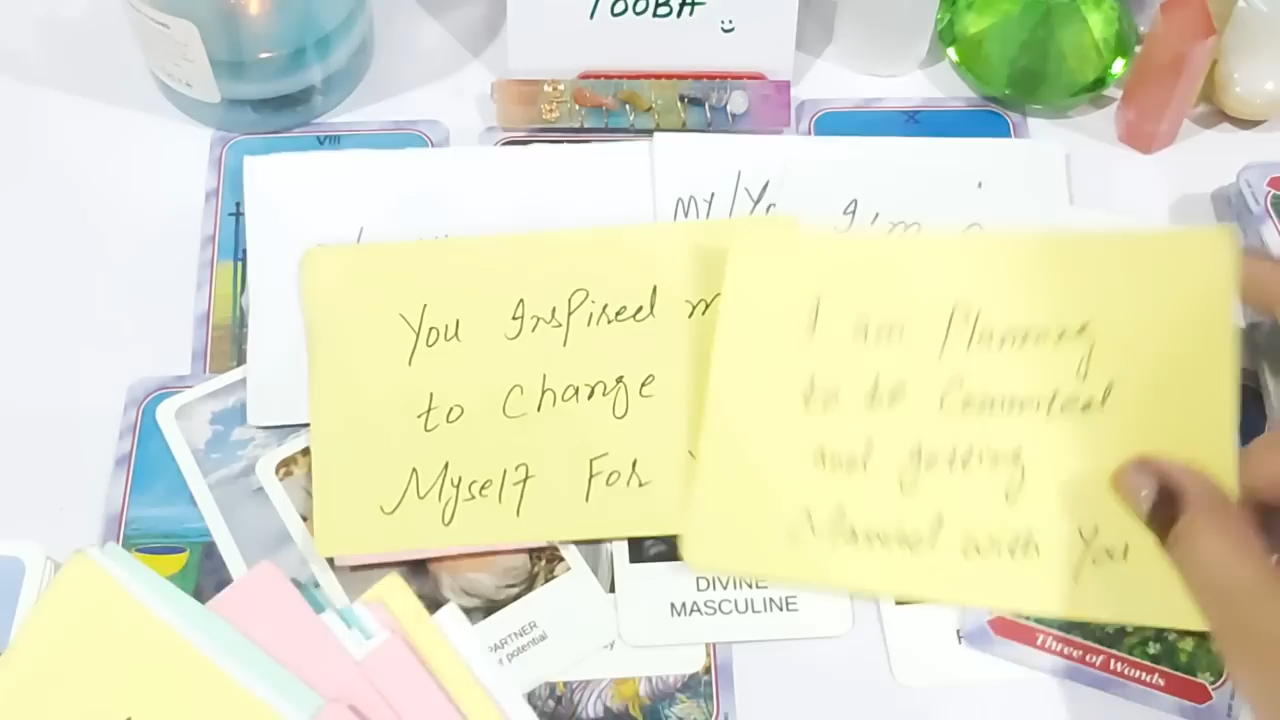 TOOBA
VIII
X
My/Yo
I'm
You Inspired m
to change
Myself For
I am Planning
to be Committed
and getting
Married with You
DIVINE
MASCULINE
PARTNER
f potential
Three of Wands